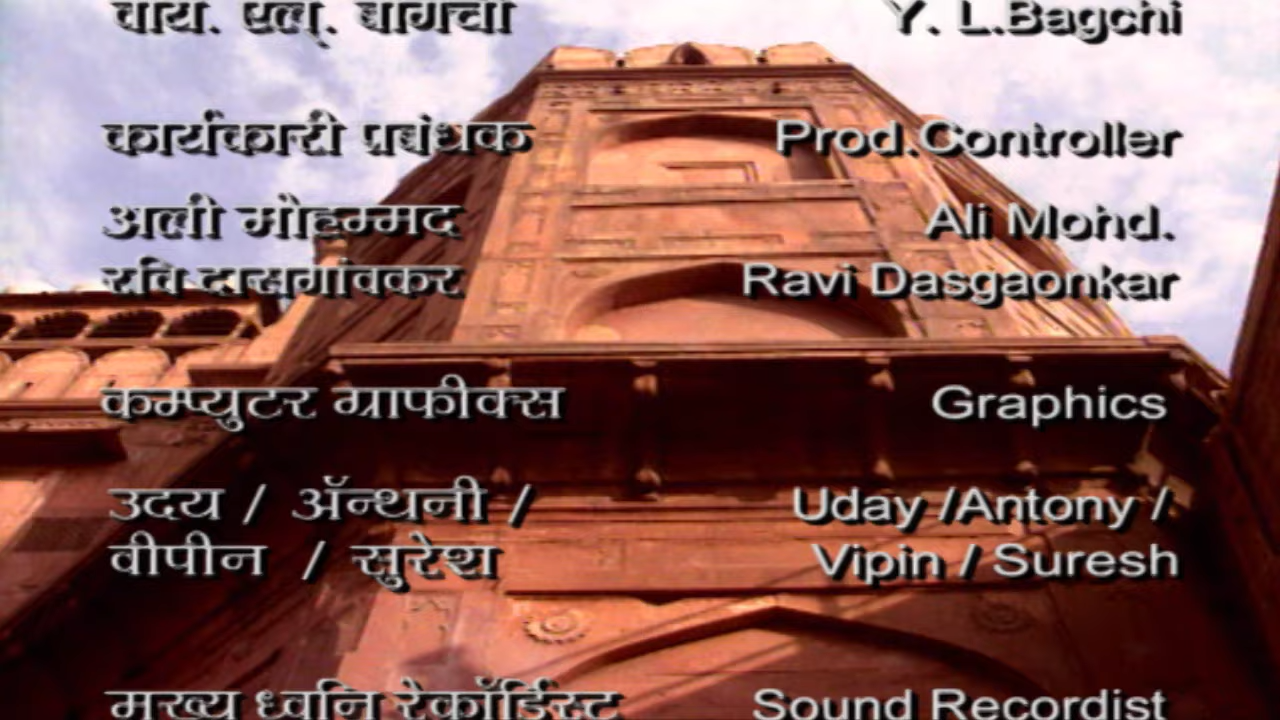 वाय. एल्. बागची Y. L.Bagchi
कार्यकारी प्रबंधक Prod.Controller
अली मोहम्मद Ali Mohd.
रवि दासगांवकर Ravi Dasgaonkar
कम्प्युटर ग्राफीक्स Graphics
उदय / ॲन्थनी / Uday /Antony /
वीपीन / सुरेश Vipin / Suresh
मुख्य ध्वनि रेकॉर्डिस्ट Sound Recordist